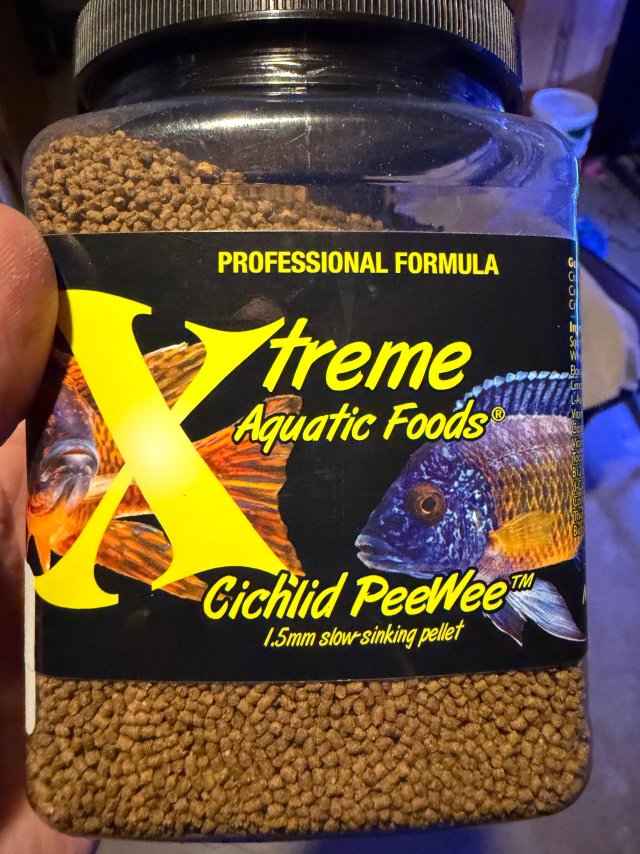 PROFESSIONAL FORMULA
Xtreme
Aquatic Foods®
Cichlid PeeWee™
1.5mm slow-sinking pellet